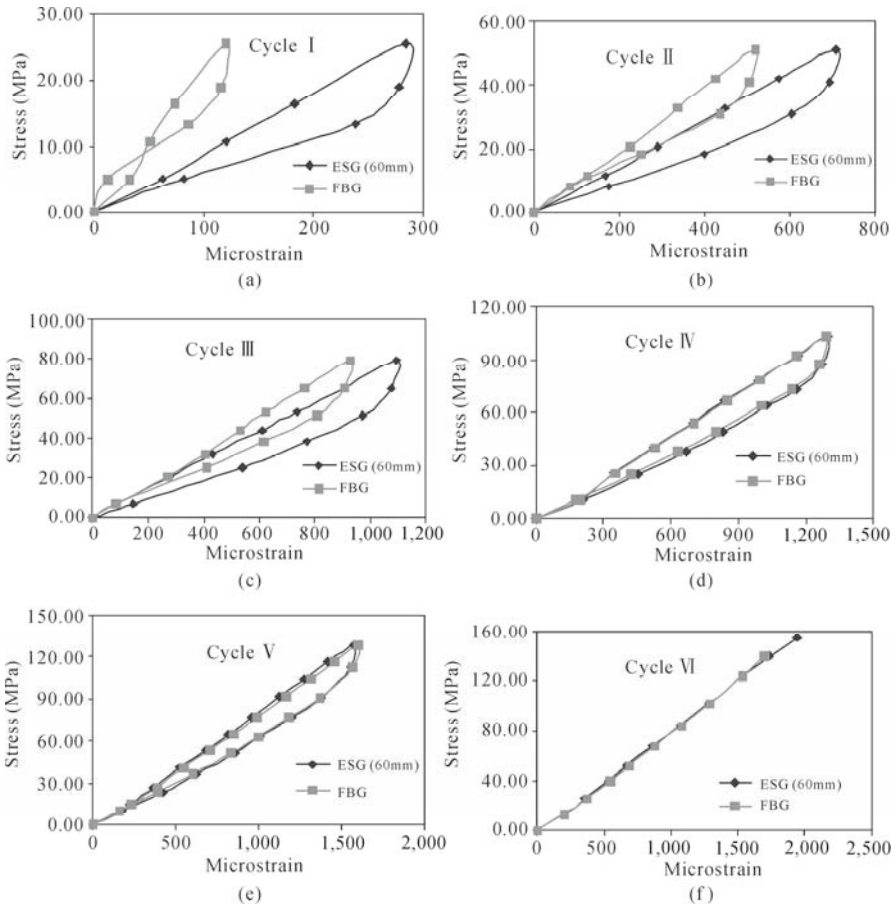 Cycle Ⅰ
Stress (MPa)
30.00
20.00
10.00
0.00
ESG (60mm)
FBG
0
100
200
300
Microstrain
(a)
Cycle Ⅱ
Stress (MPa)
60.00
40.00
20.00
0.00
ESG (60mm)
FBG
0
200
400
600
800
Microstrain
(b)
Cycle Ⅲ
Stress (MPa)
100.00
80.00
60.00
40.00
20.00
0.00
ESG (60mm)
FBG
0
200
400
600
800
1,000
1,200
Microstrain
(c)
Cycle Ⅳ
Stress (MPa)
120.00
90.00
60.00
30.00
0.00
ESG (60mm)
FBG
0
300
600
900
1,200
1,500
Microstrain
(d)
Cycle Ⅴ
Stress (MPa)
150.00
120.00
90.00
60.00
30.00
0.00
ESG (60mm)
FBG
0
500
1,000
1,500
2,000
Microstrain
(e)
Cycle Ⅵ
Stress (MPa)
160.00
120.00
80.00
40.00
0.00
ESG (60mm)
FBG
0
500
1,000
1,500
2,000
2,500
Microstrain
(f)